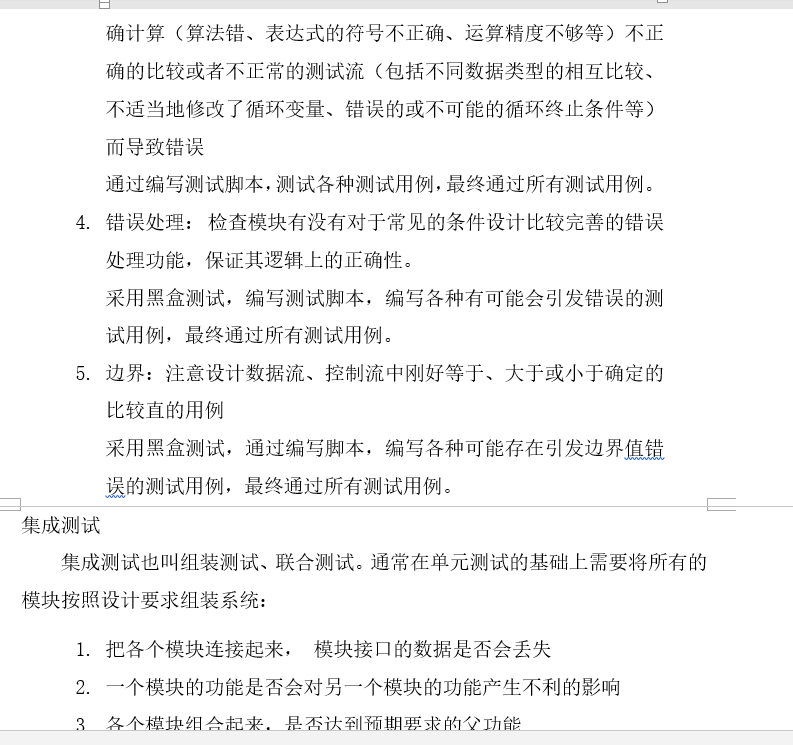 确计算（算法错、表达式的符号不正确、运算精度不够等）不正
确的比较或者不正常的测试流（包括不同数据类型的相互比较、
不适当地修改了循环变量、错误的或不可能的循环终止条件等）
而导致错误
通过编写测试脚本，测试各种测试用例，最终通过所有测试用例。
4. 错误处理： 检查模块有没有对于常见的条件设计比较完善的错误
处理功能，保证其逻辑上的正确性。
采用黑盒测试，编写测试脚本，编写各种有可能会引发错误的测
试用例，最终通过所有测试用例。
5. 边界：注意设计数据流、控制流中刚好等于、大于或小于确定的
比较直的用例
采用黑盒测试，通过编写脚本，编写各种可能存在引发边界值错
误的测试用例，最终通过所有测试用例。
集成测试
集成测试也叫组装测试、联合测试。通常在单元测试的基础上需要将所有的
模块按照设计要求组装系统：
1. 把各个模块连接起来， 模块接口的数据是否会丢失
2. 一个模块的功能是否会对另一个模块的功能产生不利的影响
3 各个模块组合起来，是否达到预期要求的父功能